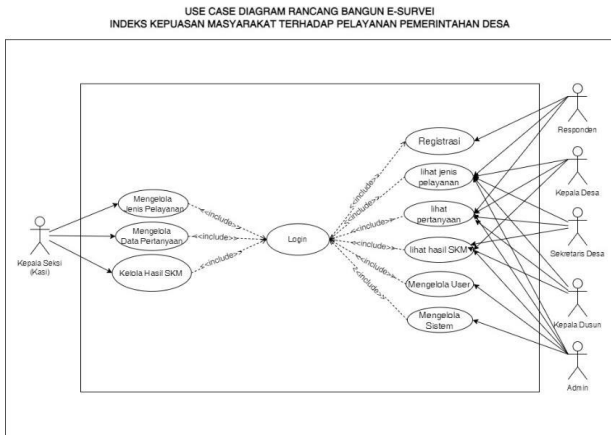 USE CASE DIAGRAM RANCANG BANGUN E-SURVEI
INDEKS KEPUASAN MASYARAKAT TERHADAP PELAYANAN PEMERINTAHAN DESA
Kepala Seksi
(Kasi)
Mengelola
Jenis Pelayanan
Mengelola
Data Pertanyaan
Kelola Hasil SKM
<<include>>
<<include>>
<<include>>
Login
<<include>>
<<include>>
<<include>>
<<include>>
<<include>>
<<include>>
Registrasi
lihat jenis
pelayanan
lihat
pertanyaan
lihat hasil SKM
Mengelola User
Mengelola
Sistem
Responden
Kepala Desa
Sekretaris Desa
Kepala Dusun
Admin